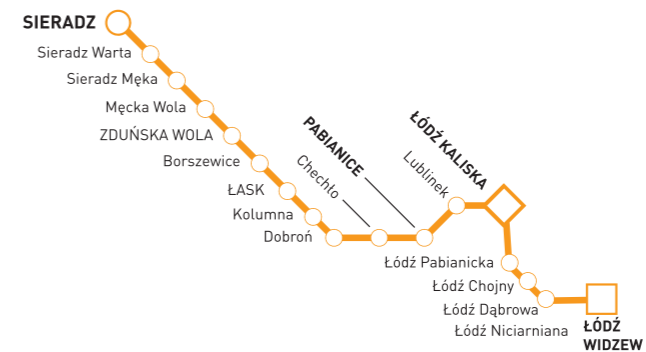 SIERADZ
Sieradz Warta
Sieradz Męka
Męcka Wola
ZDUŃSKA WOLA
Borszewice
ŁASK
Kolumna
Dobroń
Chechło
PABIANICE
Lublinek
ŁÓDŹ KALISKA
Łódź Pabianicka
Łódź Chojny
Łódź Dąbrowa
Łódź Niciarniana
ŁÓDŹ
WIDZEW